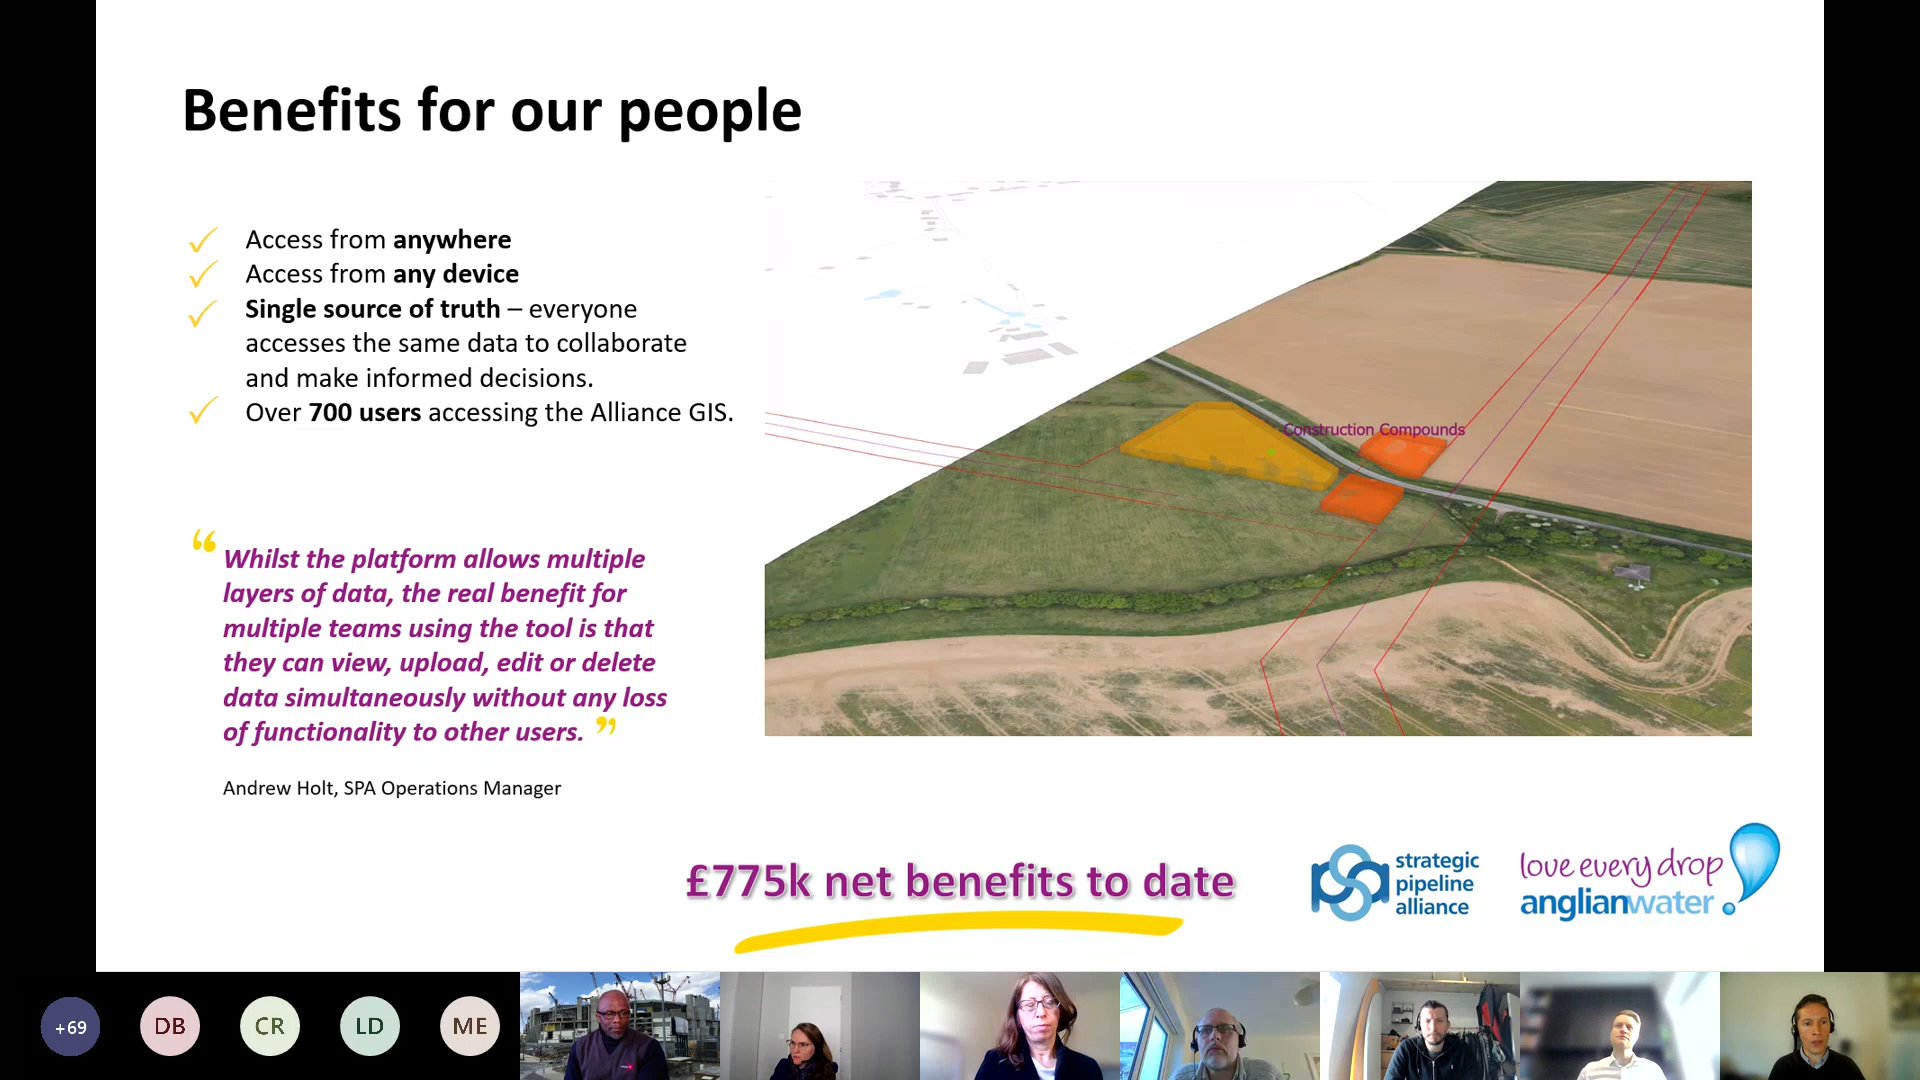 Benefits for our people
✓ Access from anywhere
✓ Access from any device
✓ Single source of truth – everyone
accesses the same data to collaborate
and make informed decisions.
✓ Over 700 users accessing the Alliance GIS.
Construction Compounds
“ Whilst the platform allows multiple
layers of data, the real benefit for
multiple teams using the tool is that
they can view, upload, edit or delete
data simultaneously without any loss
of functionality to other users. ”
Andrew Holt, SPA Operations Manager
£775k net benefits to date
strategic
pipeline
alliance
love every drop
anglianwater
+69
DB
CR
LD
ME